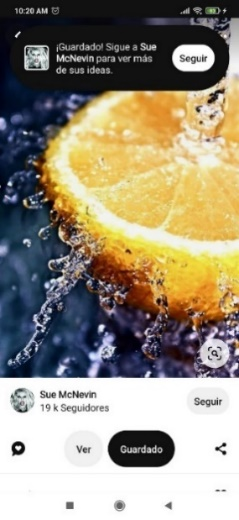 10:20 AM
¡Guardado! Sigue a Sue
McNevin para ver más
de sus ideas.
Seguir
Sue McNevin
19 k Seguidores
Seguir
Ver
Guardado